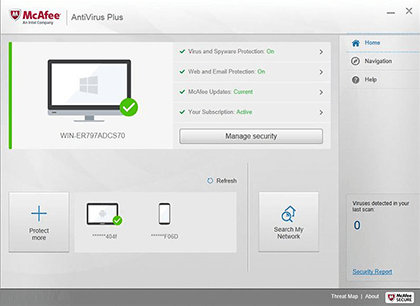 McAfee AntiVirus Plus
An Intel Company
Virus and Spyware Protection: On
Web and Email Protection: On
McAfee Updates: Current
Your Subscription: Active
WIN-ER797ADCS70
Manage security
Home
Navigation
Help
Refresh
Protect more
******404f
******F06D
Search My Network
Viruses detected in your last scan:
0
Security Report
Threat Map | About
McAfee SECURE